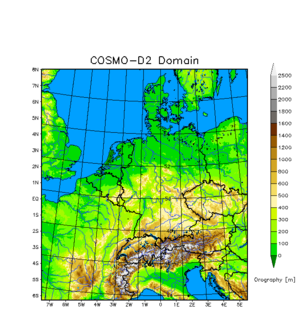 COSMO-D2 Domain
8N
7N
6N
5N
4N
3N
2N
1N
EQ
1S
2S
3S
4S
5S
6S
7W 6W 5W 4W 3W 2W 1W 0 1E 2E 3E 4E 5E
2500
2200
2000
1800
1600
1400
1200
1000
800
600
500
400
300
200
100
0
Orography [m]